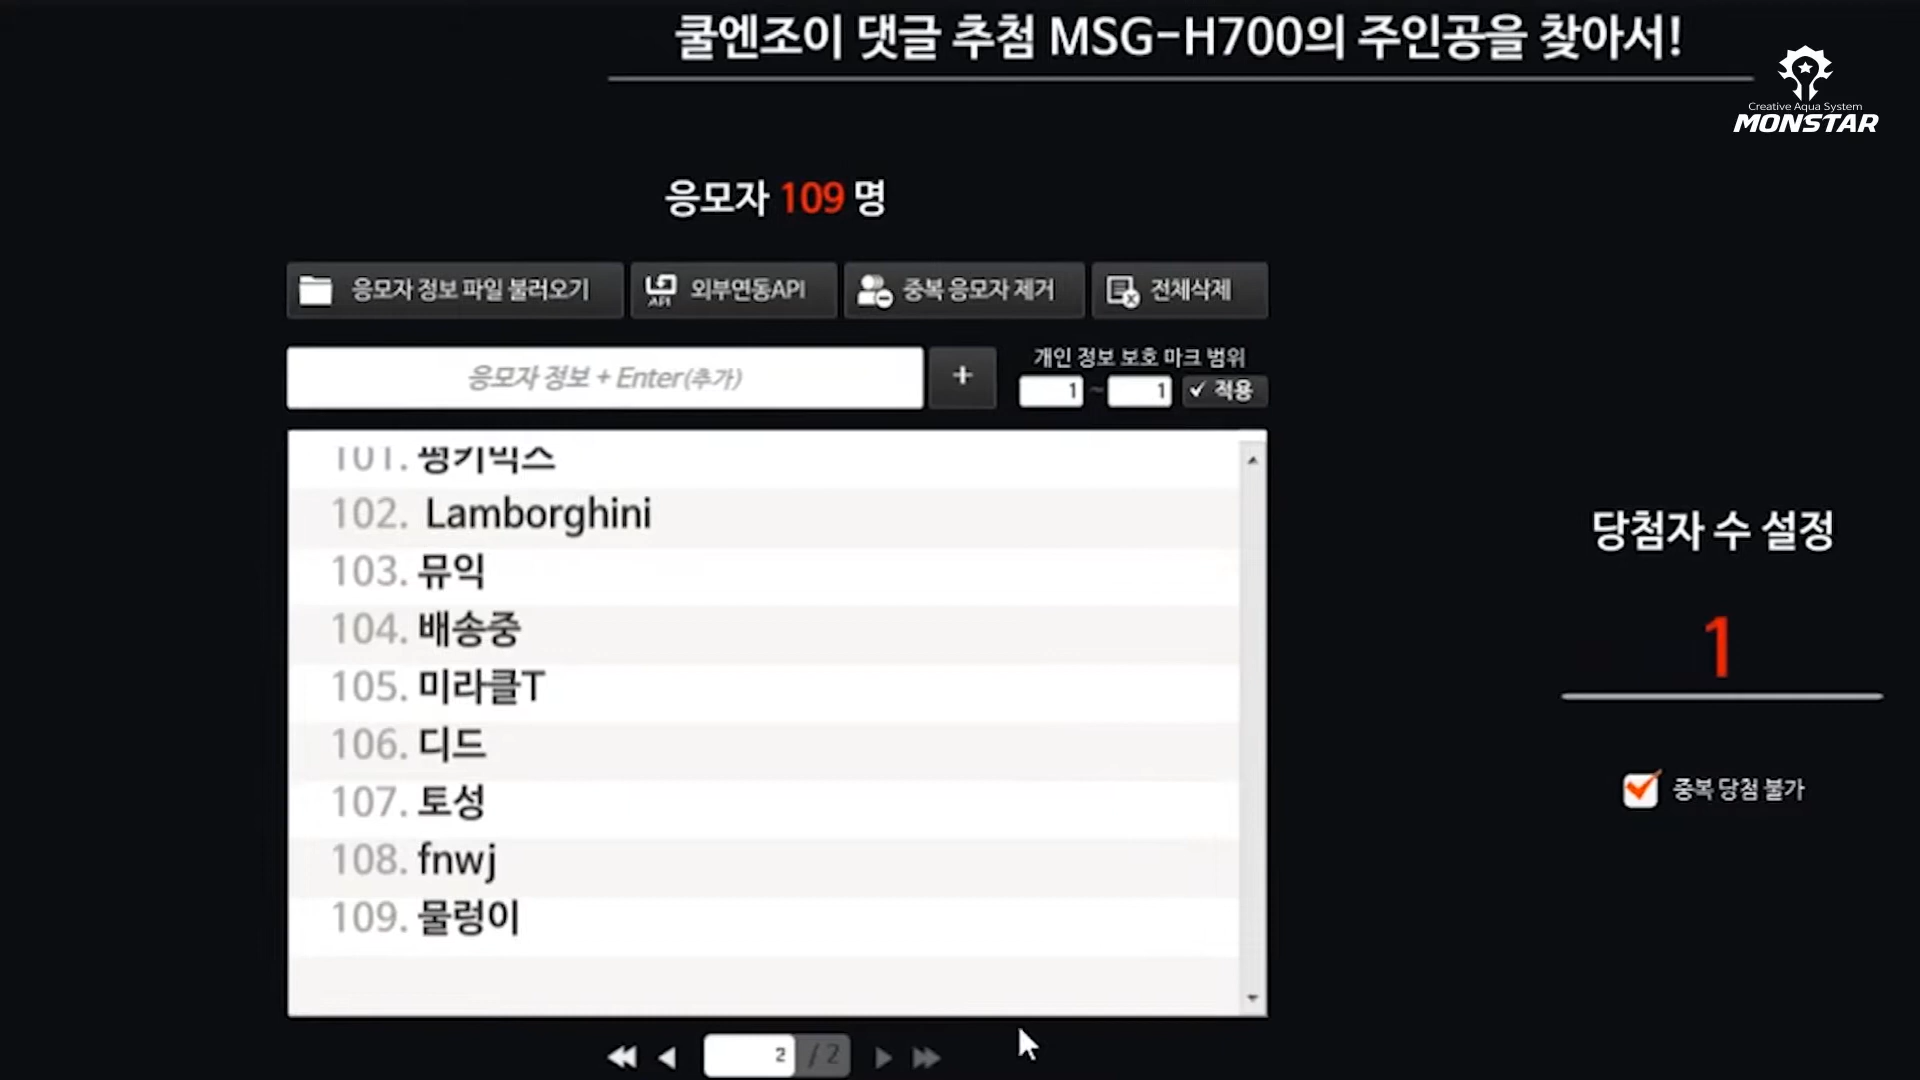 쿨엔조이 댓글 추첨 MSG-H700의 주인공을 찾아서!
Creative Aqua System
MONSTAR
응모자 109 명
응모자 정보 파일 불러오기
API
외부연동API
중복 응모자 제거
전체삭제
응모자 정보 + Enter(추가)
+
개인 정보 보호 마크 범위
1 ~ 1 적용
101.
102. Lamborghini
103. 뮤익
104. 배송중
105. 미라클T
106. 디드
107. 토성
108. fnwj
109. 물렁이
2 / 2
당첨자 수 설정
1
중복 당첨 불가